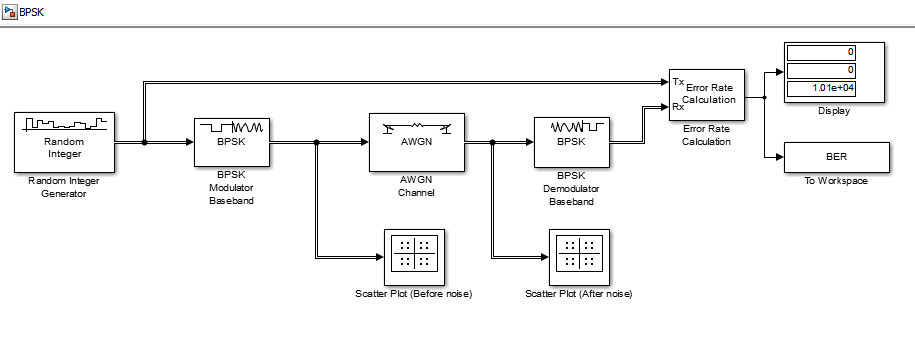 BPSK
Random
Integer
Random Integer
Generator
BPSK
BPSK
Modulator
Baseband
AWGN
AWGN
Channel
BPSK
BPSK
Demodulator
Baseband
Tx
Rx
Error Rate
Calculation
Error Rate
Calculation
0
0
1.01e+04
Display
BER
To Workspace
Scatter Plot (Before noise)
Scatter Plot (After noise)